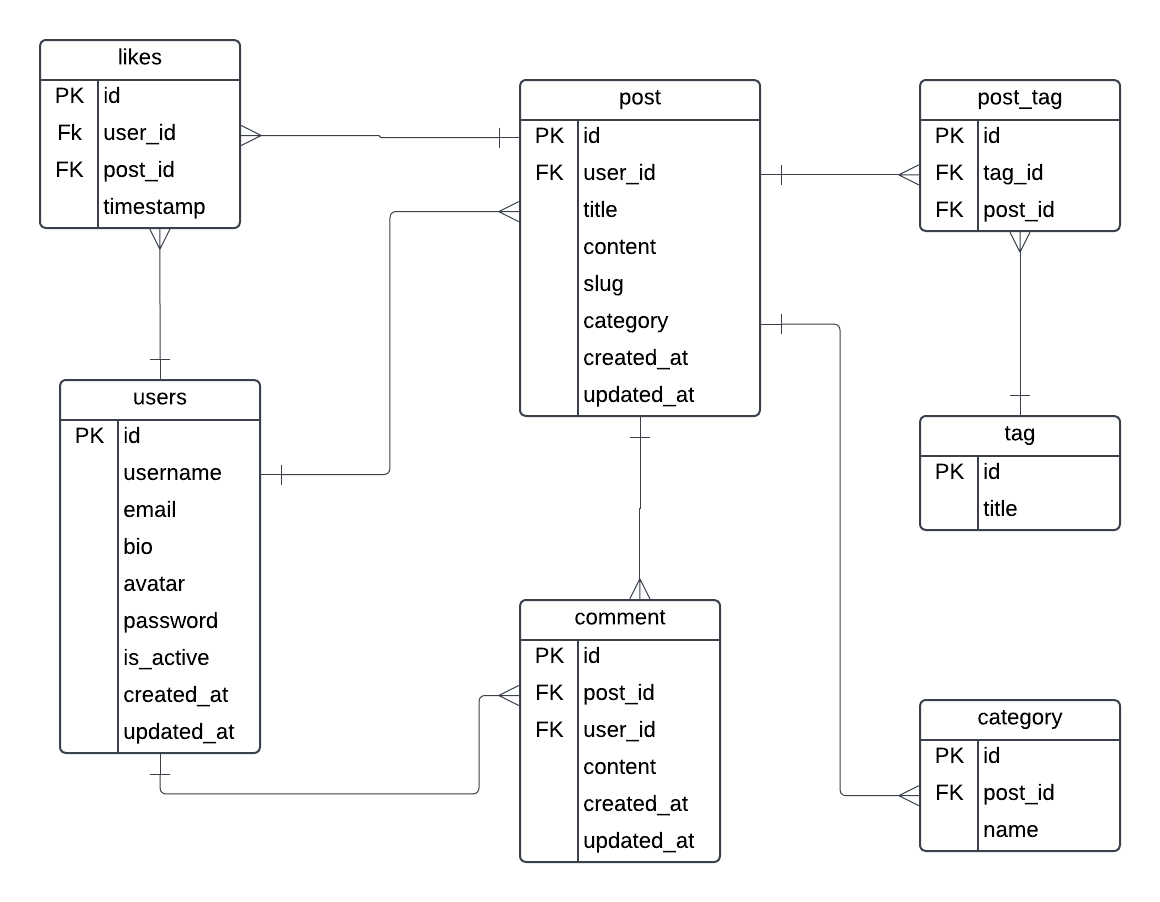 likes
PK id
Fk user_id
FK post_id
timestamp
post
PK id
FK user_id
title
content
slug
category
created_at
updated_at
post_tag
PK id
FK tag_id
FK post_id
users
PK id
username
email
bio
avatar
password
is_active
created_at
updated_at
tag
PK id
title
comment
PK id
FK post_id
FK user_id
content
created_at
updated_at
category
PK id
FK post_id
name